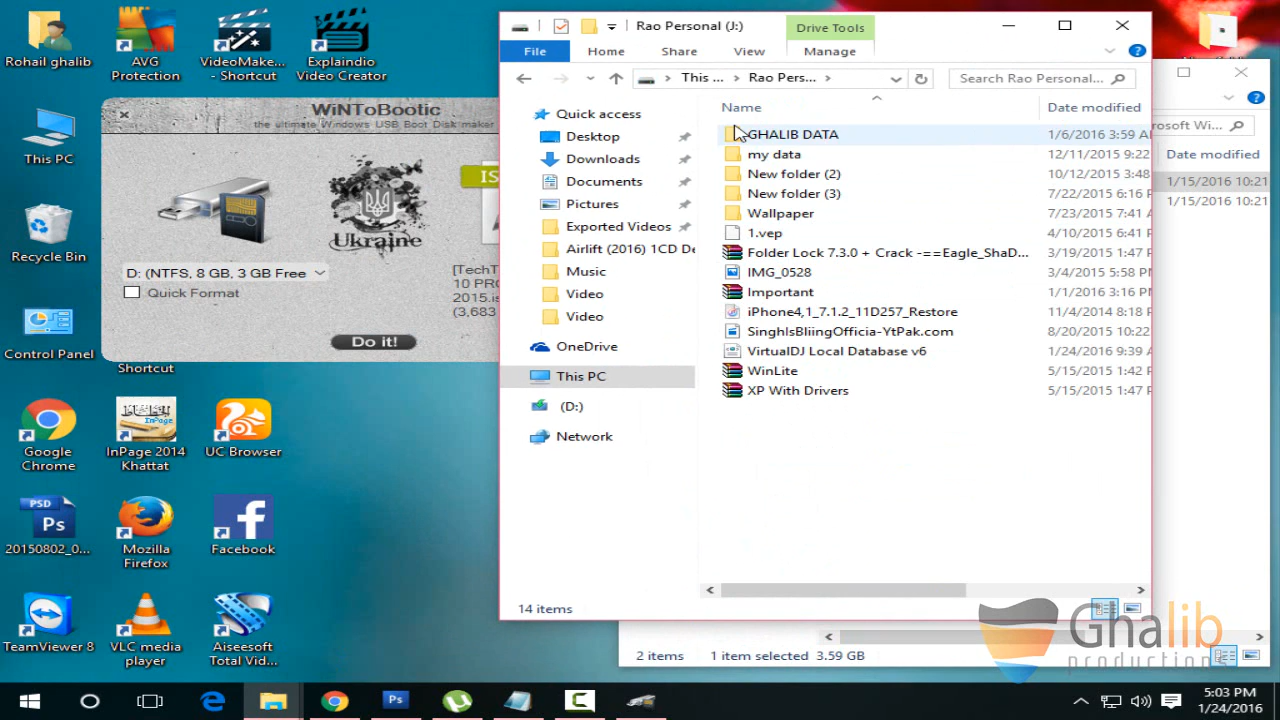 Rohail ghalib
AVG
Protection
VideoMake...
- Shortcut
Explaindio
Video Creator
This PC
Recycle Bin
Control Panel
Shortcut
Google
Chrome
InPage 2014
Khattat
UC Browser
PSD
Ps
20150802_0...
Mozilla
Firefox
Facebook
TeamViewer 8
VLC media
player
Aiseesoft
Total Vid...
WiNToBootic
the ultimate Windows USB Boot Disk maker
Ukraine
IS
D: (NTFS, 8 GB, 3 GB Free
Quick Format
[TechT
10 PRO
2015.is
(3,683
Do it!
Rao Personal (J:)
Drive Tools
File
Home
Share
View
Manage
This ...
Rao Pers...
Search Rao Personal...
Quick access
Desktop
Downloads
Documents
Pictures
Exported Videos
Airlift (2016) 1CD De
Music
Video
Video
OneDrive
This PC
(D:)
Network
Name
Date modified
GHALIB DATA 1/6/2016 3:59 A
my data 12/11/2015 9:22
New folder (2) 10/12/2015 3:48
New folder (3) 7/22/2015 6:16 P
Wallpaper 7/23/2015 7:41 A
1.vep 4/10/2015 6:41 P
Folder Lock 7.3.0 + Crack -==Eagle_ShaD... 3/19/2015 1:47 P
IMG_0528 3/4/2015 5:58 P
Important 1/1/2016 3:16 P
iPhone4,1_7.1.2_11D257_Restore 11/4/2014 8:18 P
SinghIsBliingOfficia-YtPak.com 8/20/2015 10:22
VirtualDJ Local Database v6 1/24/2016 9:39 A
WinLite 5/15/2015 1:42 P
XP With Drivers 5/15/2015 1:47 P
14 items
rosoft Wi...
Date modified
1/15/2016 10:21
1/15/2016 10:21
2 items 1 item selected 3.59 GB
Ghalib
productions
Ps
5:03 PM
1/24/2016